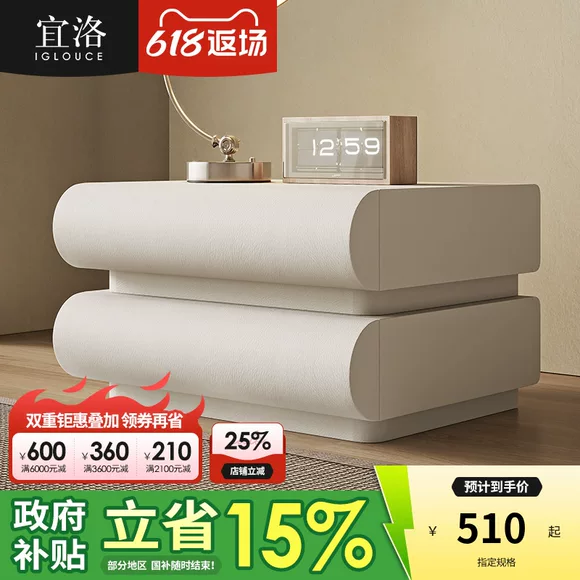 宜洛
IGLOUCE
618返场
12 59
双重钜惠叠加 领券再省
¥600
满6000元减
¥360
满3600元减
¥210
满2100元减
25%
店铺立减
政府补贴
立省15%
部分地区 国补随时结束!
预计到手价
¥ 510 起
指定规格